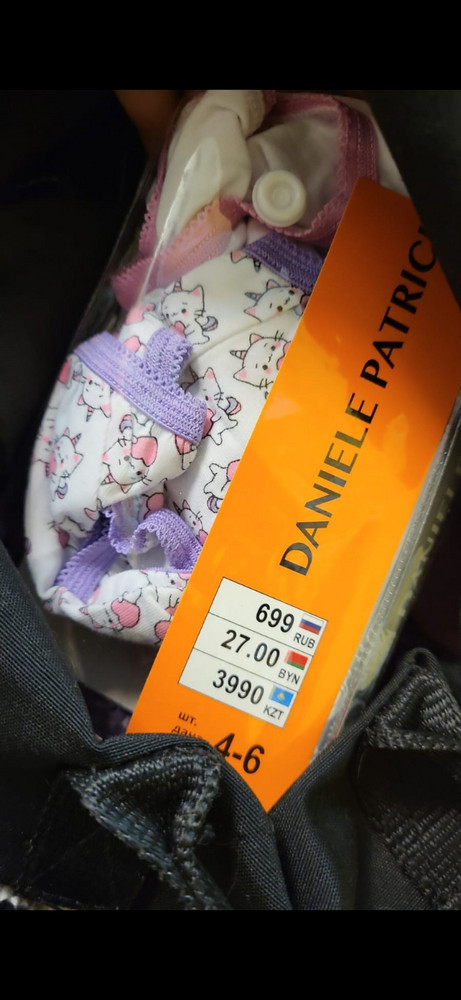 DANIELE PATRIC
699 RUB
27.00 BYN
3990 KZT
шт.
4-6